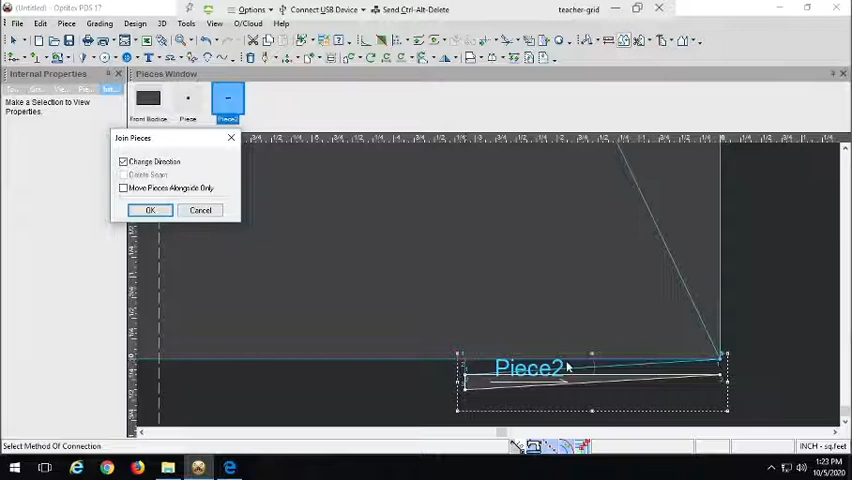 (Untitled) - Optitex PDS 17
Options
Connect USB Device
Send Ctrl-Alt-Delete
teacher-grid
File Edit Piece Grading Design 3D Tools View O/Cloud Help
Internal Properties
Pieces Window
Make a Selection to View
Properties.
Front Bodice
Piece
Piece2
Join Pieces
Change Direction
Delete Seam
Move Pieces Alongside Only
OK
Cancel
Piece2
Select Method Of Connection
INCH - sq.feet
1:23 PM
10/5/2020